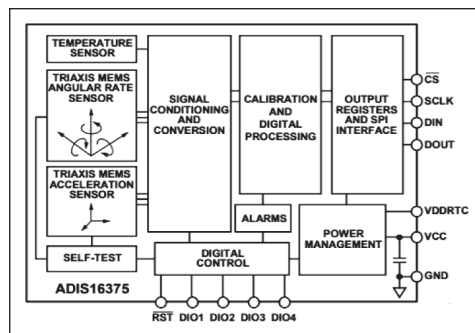 TEMPERATURE
SENSOR
TRIAXIS MEMS
ANGULAR RATE
SENSOR
TRIAXIS MEMS
ACCELERATION
SENSOR
SELF-TEST
SIGNAL
CONDITIONING
AND
CONVERSION
CALIBRATION
AND
DIGITAL
PROCESSING
OUTPUT
REGISTERS
AND SPI
INTERFACE
ALARMS
DIGITAL
CONTROL
POWER
MANAGEMENT
CS
SCLK
DIN
DOUT
VDDRTC
VCC
GND
ADIS16375
RST DIO1 DIO2 DIO3 DIO4